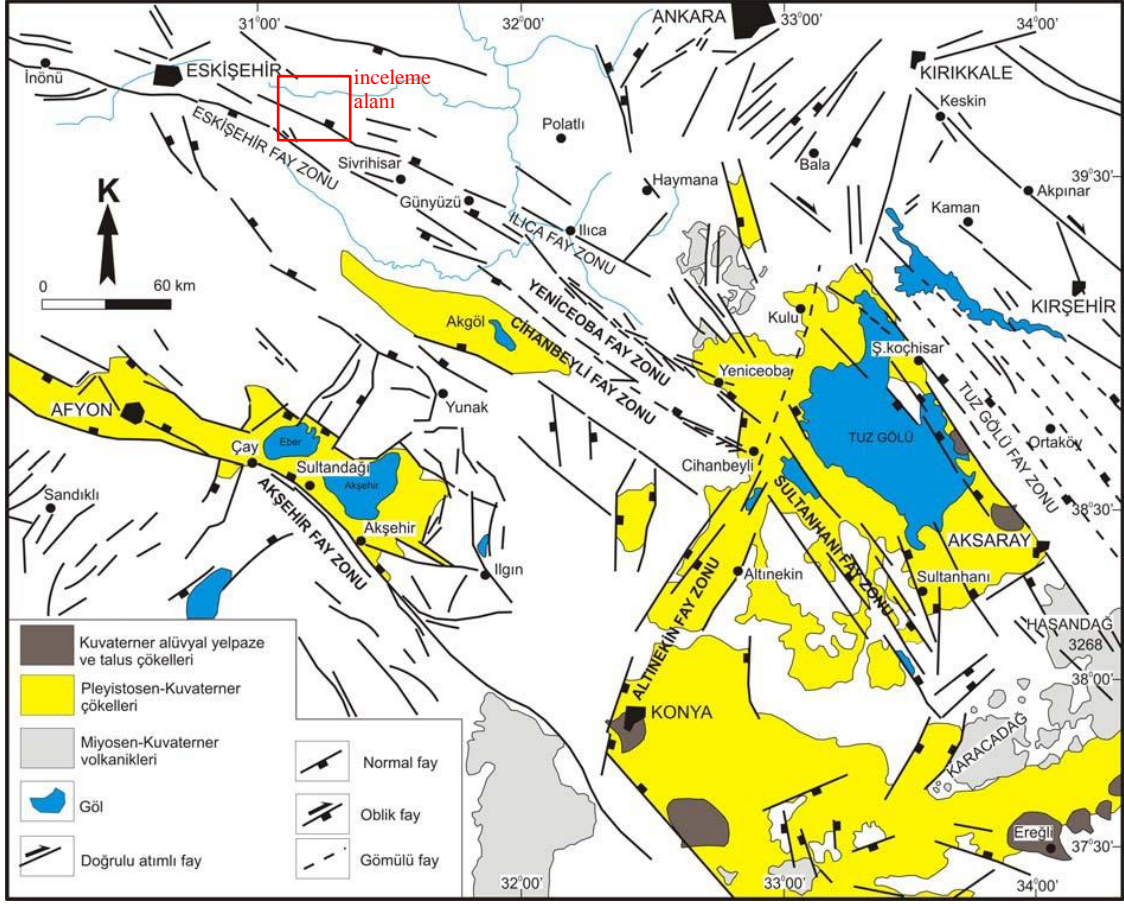 31°00'
32°00'
33°00'
34°00'
ANKARA
ESKİŞEHİR
İnönü
inceleme
alanı
KIRIKKALE
Keskin
ESKİŞEHİR FAY ZONU
Polatlı
Bala
Sivrihisar
39°30'
K
Günyüzü
Haymana
Akpınar
Kaman
ILICA FAY ZONU
Ilıca
0
60 km
YENİCEOBA FAY ZONU
KIRŞEHİR
Akgöl
CİHANBEYLİ FAY ZONU
Kulu
Ş.koçhisar
Yeniceoba
AFYON
Yunak
TUZ GÖLÜ
TUZ GÖLÜ FAY ZONU
Ortaköy
Çay
Eber
Cihanbeyli
Sultandağı
Akşehir
Sandıklı
AKŞEHİR FAY ZONU
Akşehir
SULTANHANI FAY ZONU
38°30'
AKSARAY
Ilgın
Altınekin
Sultanhanı
ALTINEKİN FAY ZONU
HASANDAĞ
3268
38°00'
KONYA
KARACADAĞ
Ereğli
37°30'
Kuvaterner alüvyal yelpaze
ve talus çökelleri
Pleyistosen-Kuvaterner
çökelleri
Miyosen-Kuvaterner
volkanikleri
Göl
Doğrulu atımlı fay
Normal fay
Oblik fay
Gömülü fay
32°00'
33°00'
34°00'